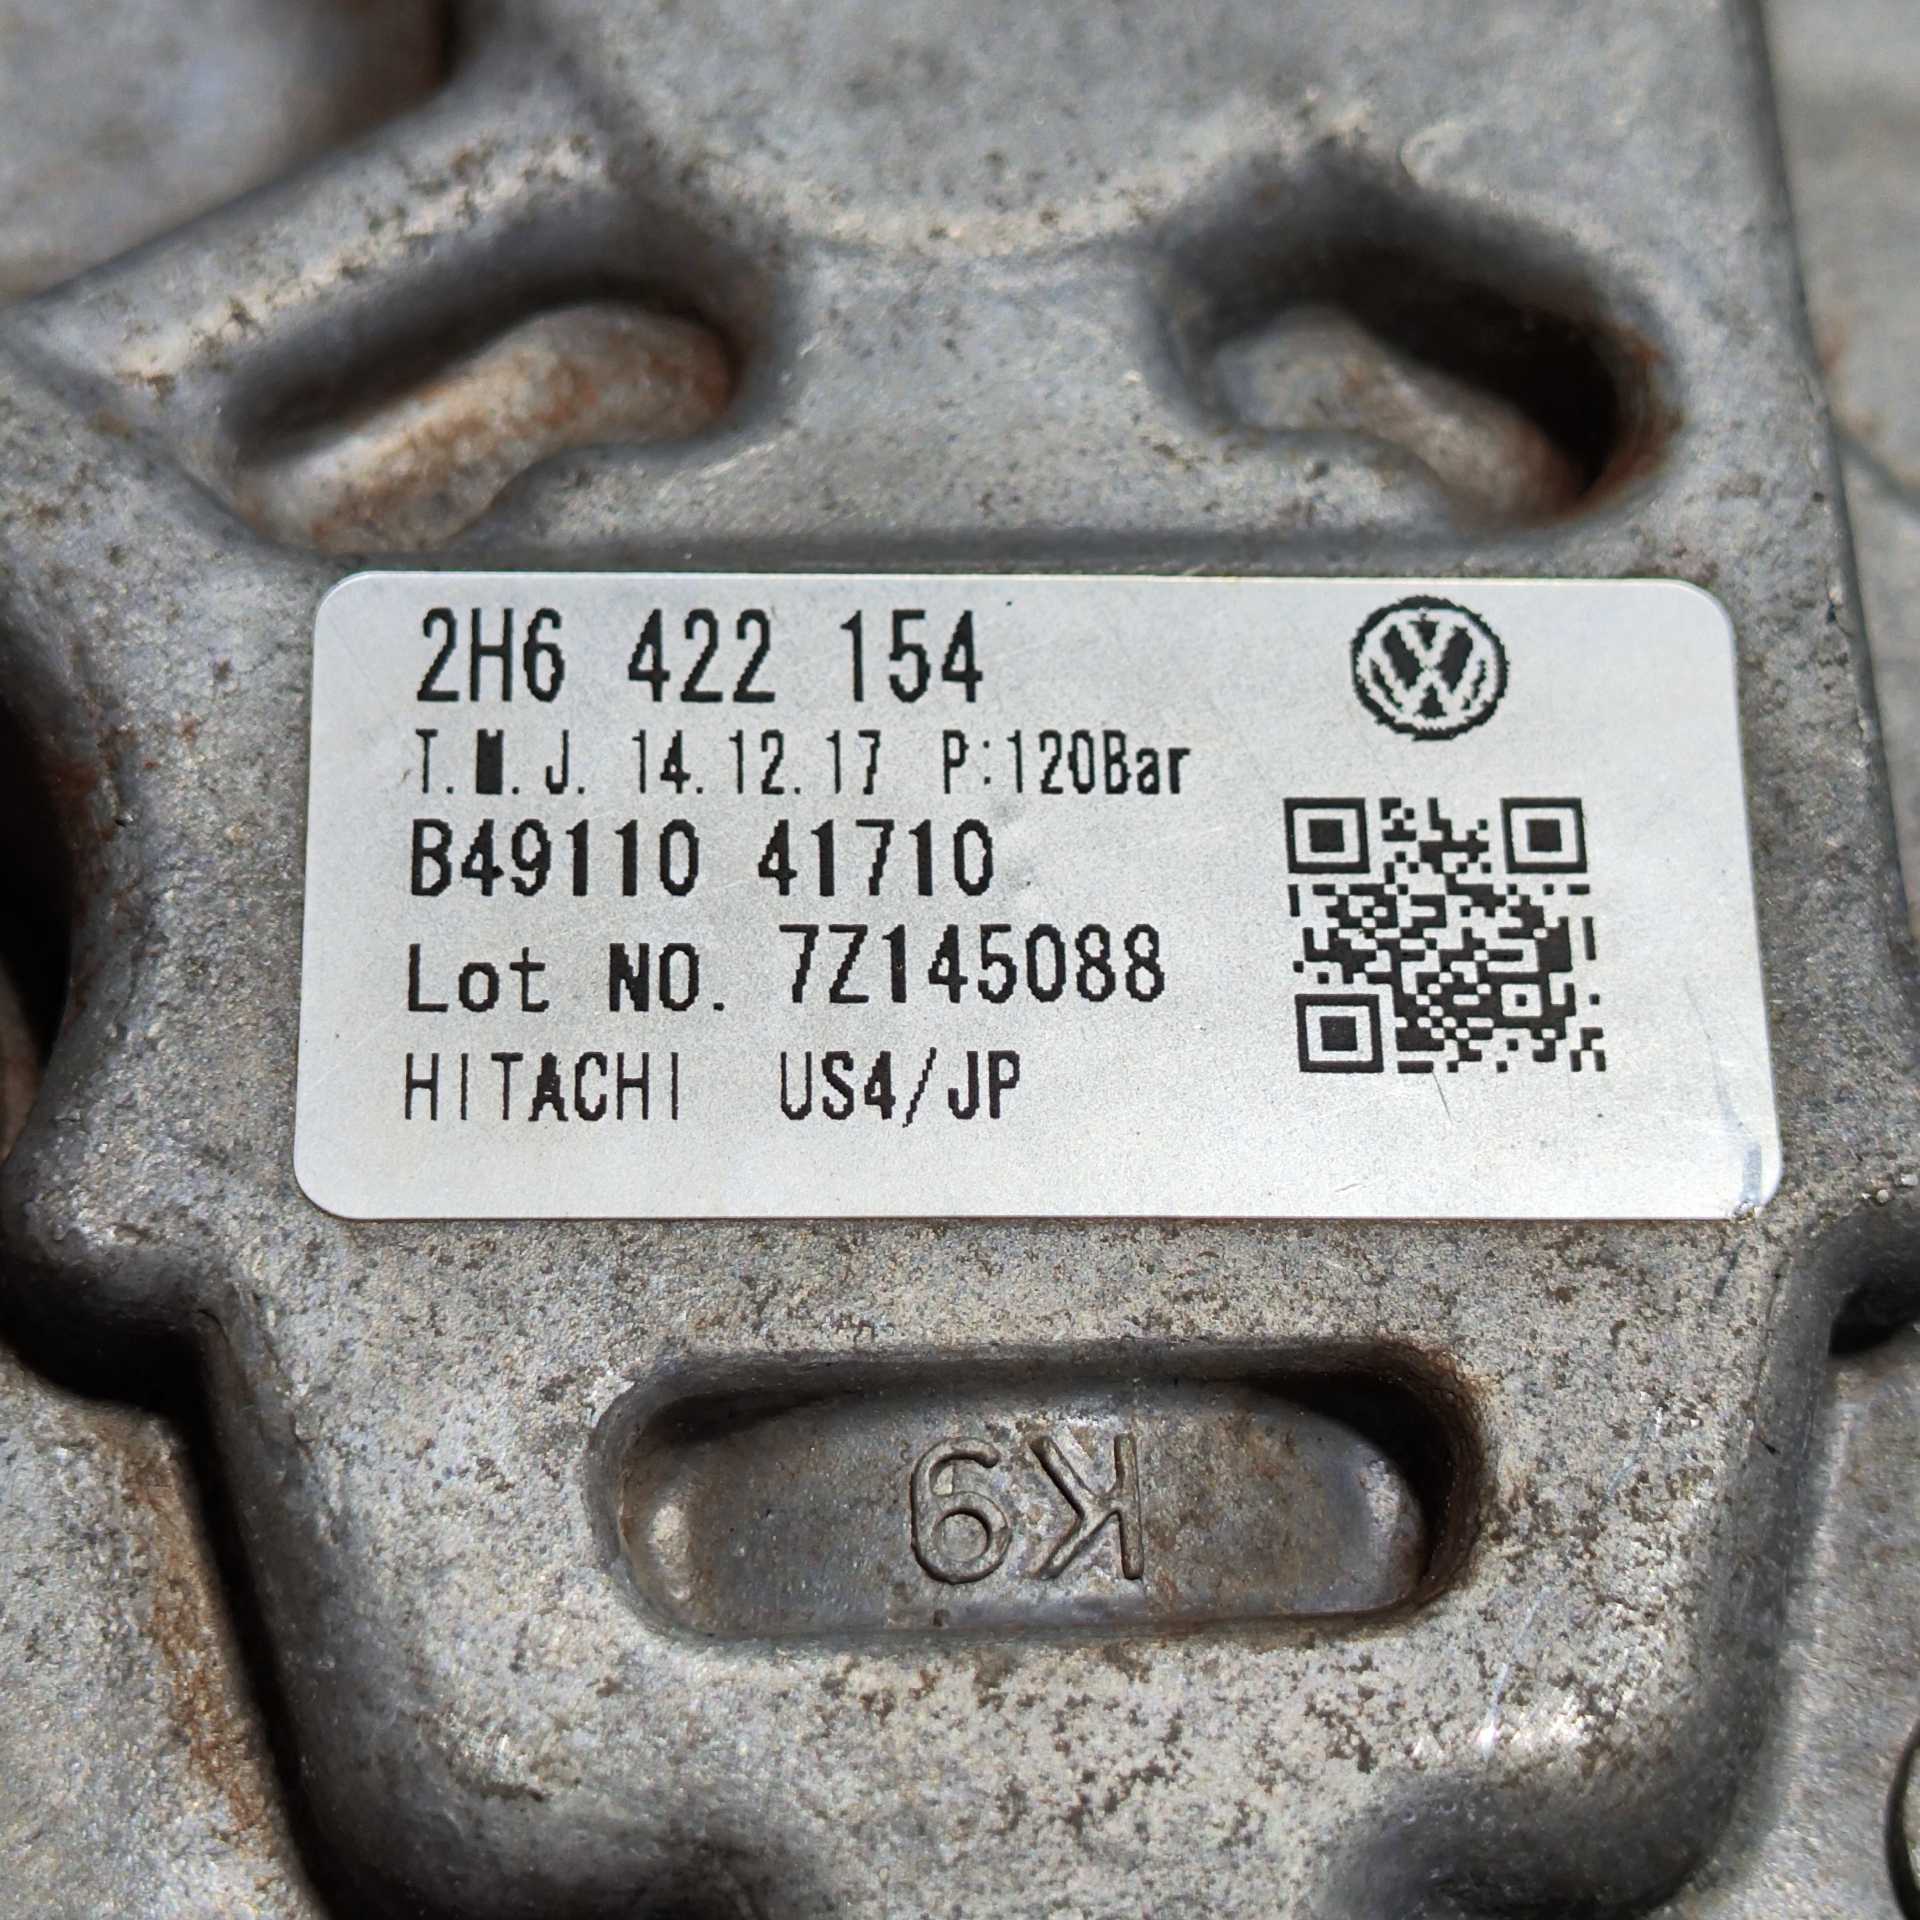 2H6 422 154
T.M.J. 14.12.17 P:120Bar
B49110 41710
Lot NO. 7Z145088
HITACHI US4/JP
K9